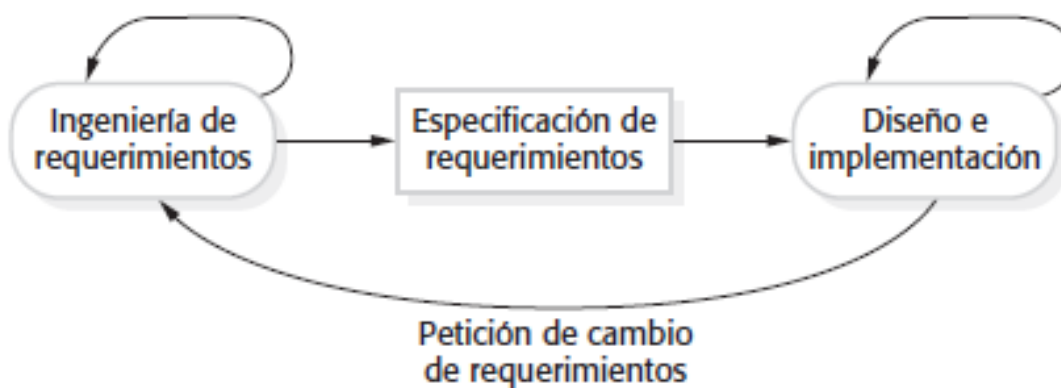 Ingeniería de
requerimientos
Especificación de
requerimientos
Diseño e
implementación
Petición de cambio
de requerimientos